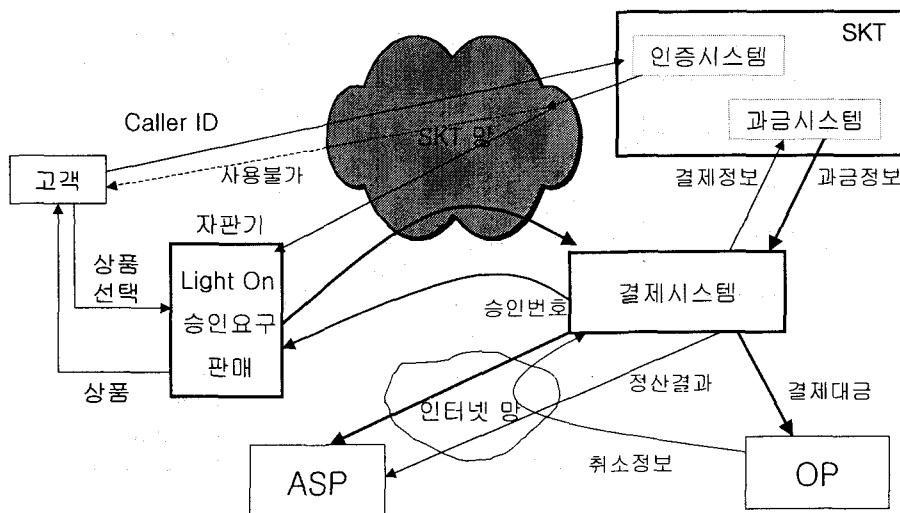 SKT
인증시스템
과금시스템
Caller ID
SKT 망
고객
사용불가
결제정보
과금정보
자판기
상품
선택
Light On
승인요구
판매
승인번호
결제시스템
상품
인터넷 망
정산결과
결제대금
ASP
취소정보
OP